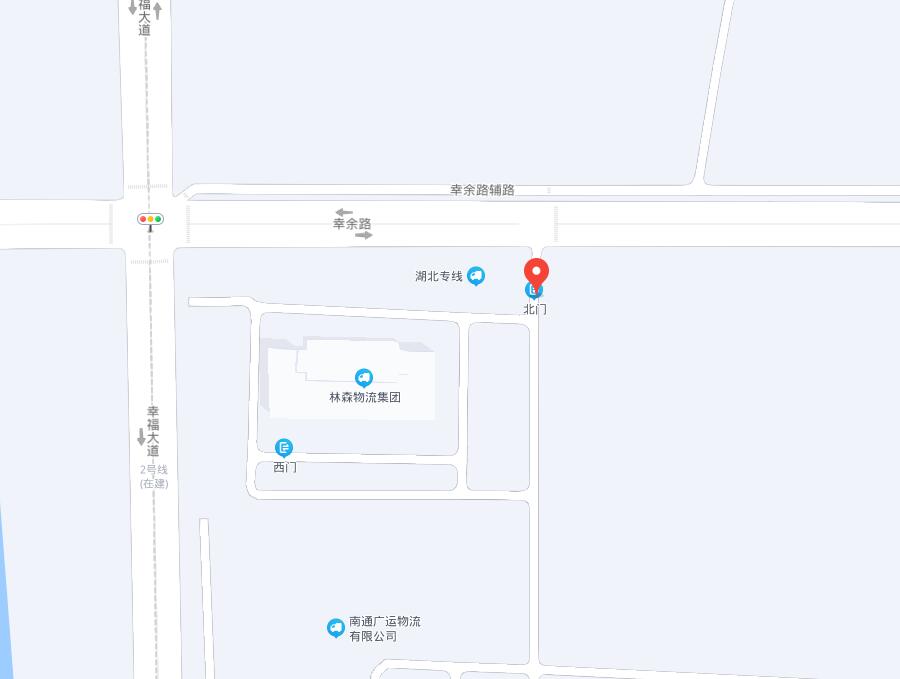 福大道
幸余路辅路
幸余路
湖北专线
北门
林森物流集团
幸福大道
西门
2号线
(在建)
南通广运物流
有限公司